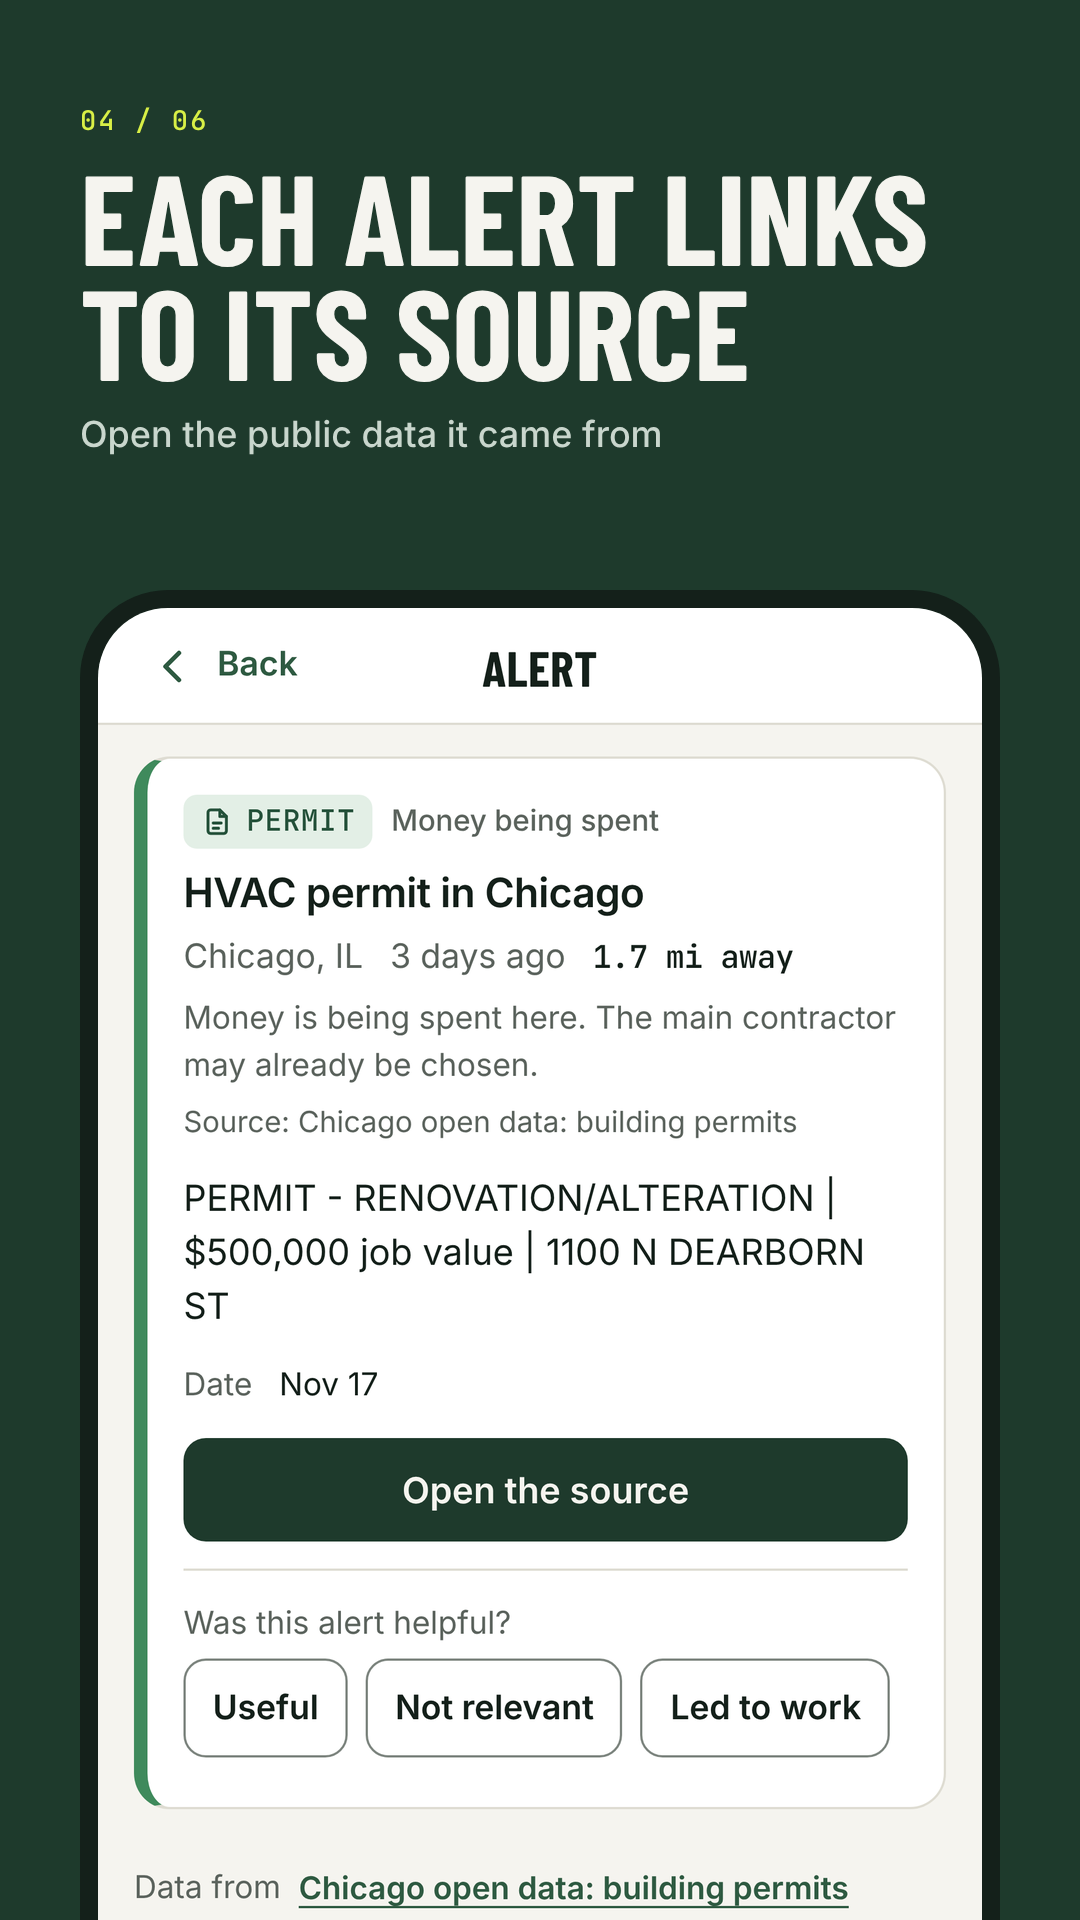 04 / 06
EACH ALERT LINKS
TO ITS SOURCE
Open the public data it came from
Back
ALERT
PERMIT Money being spent
HVAC permit in Chicago
Chicago, IL 3 days ago 1.7 mi away
Money is being spent here. The main contractor
may already be chosen.
Source: Chicago open data: building permits
PERMIT - RENOVATION/ALTERATION |
$500,000 job value | 1100 N DEARBORN
ST
Date Nov 17
Open the source
Was this alert helpful?
Useful Not relevant Led to work
Data from Chicago open data: building permits